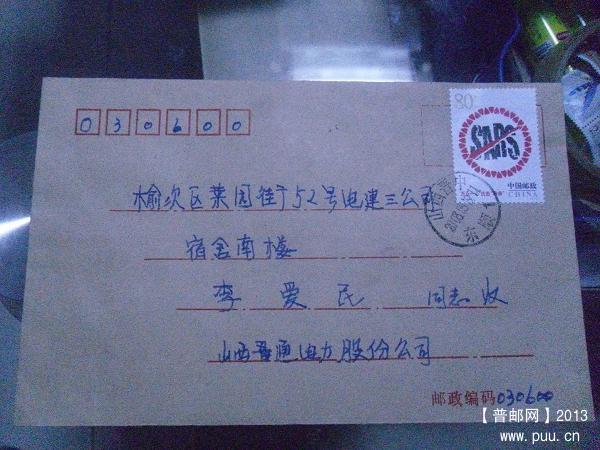 030600
80
SARS
中国邮政
CHINA
榆次区菜园街52号电建三公司
宿舍南楼
李爱民 同志收
山西晋通电力股份公司
邮政编码030600
【普邮网】2013
www.puu.cn